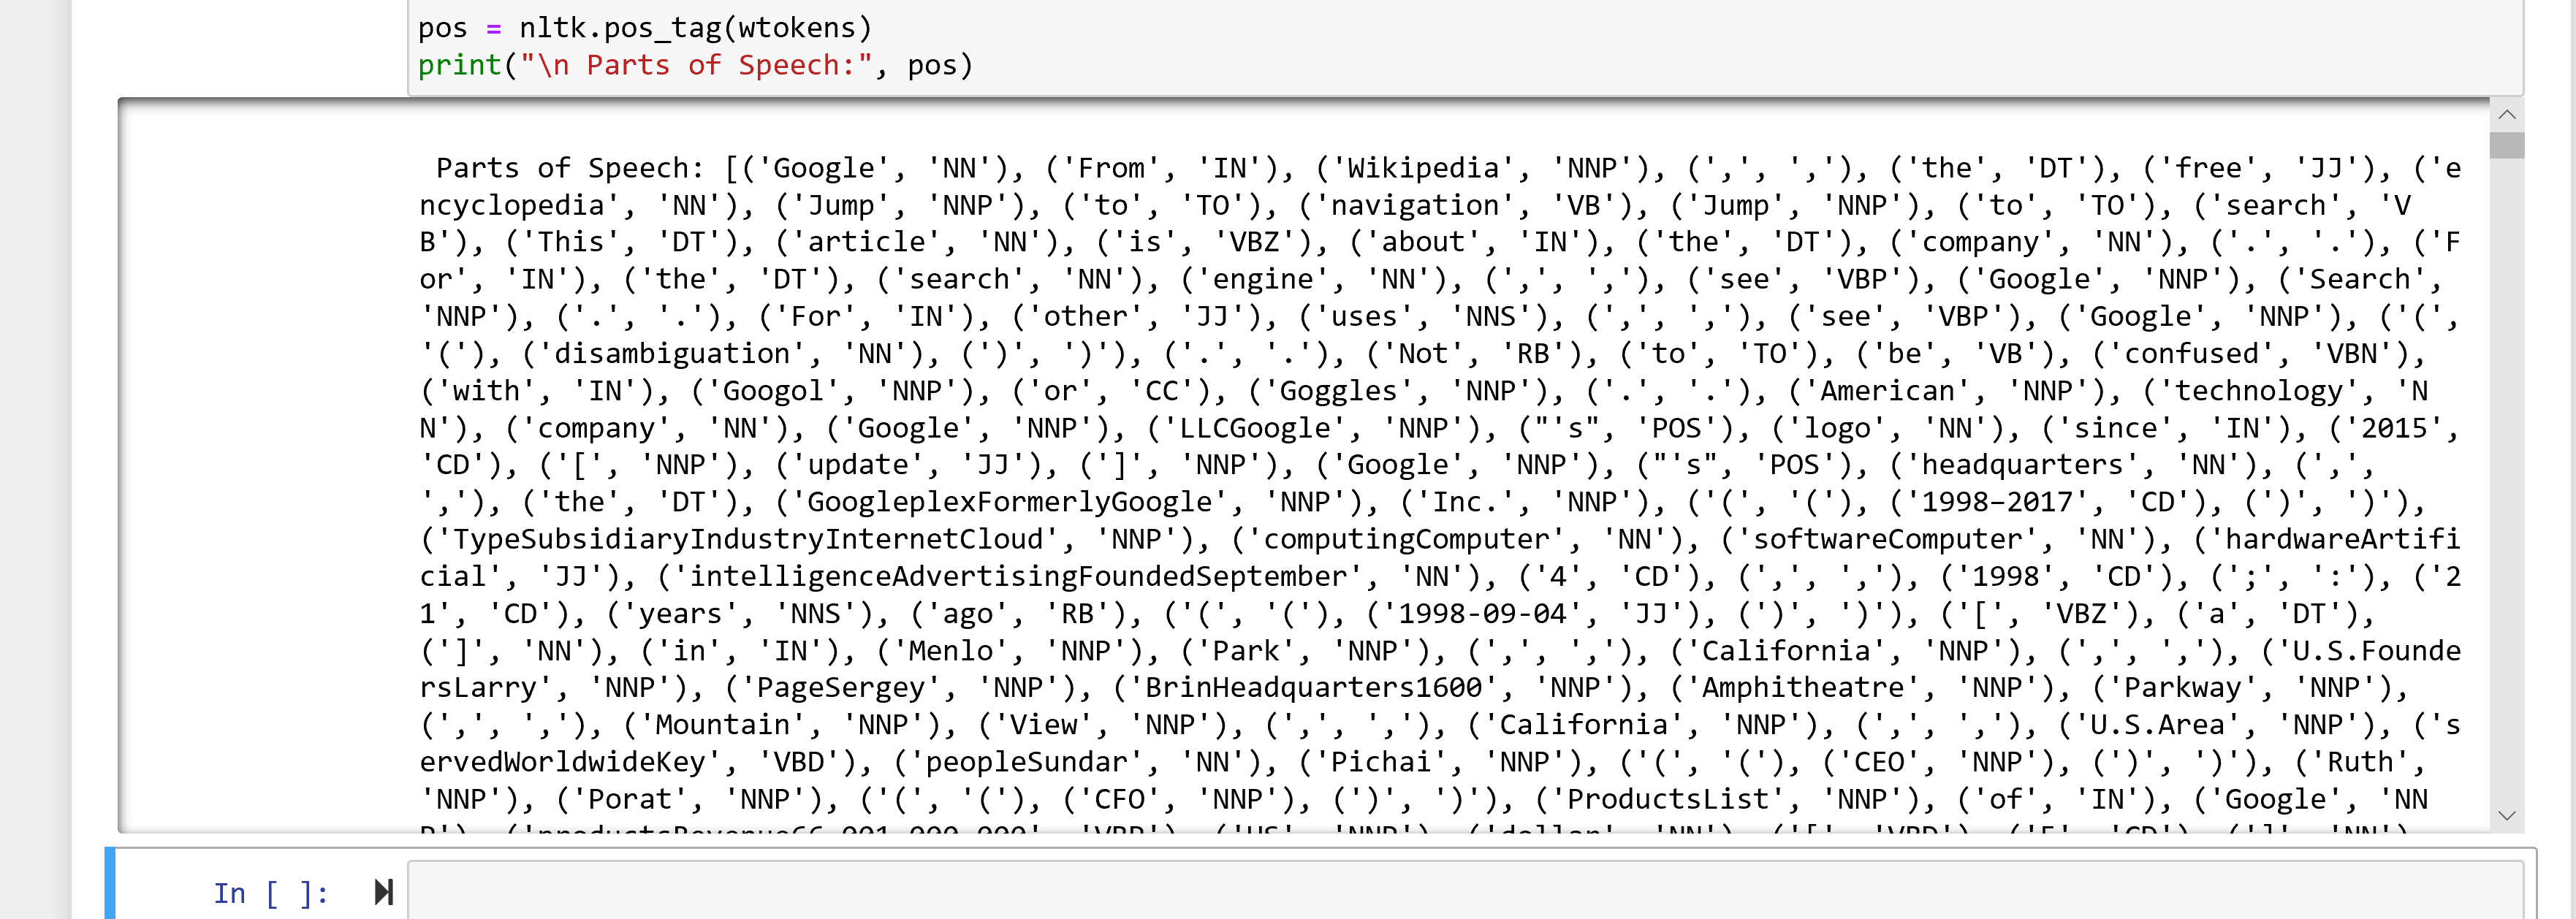 pos = nltk.pos_tag(wtokens)
print("\n Parts of Speech:", pos)
Parts of Speech: [('Google', 'NN'), ('From', 'IN'), ('Wikipedia', 'NNP'), (',', ','), ('the', 'DT'), ('free', 'JJ'), ('e
ncyclopedia', 'NN'), ('Jump', 'NNP'), ('to', 'TO'), ('navigation', 'VB'), ('Jump', 'NNP'), ('to', 'TO'), ('search', 'V
B'), ('This', 'DT'), ('article', 'NN'), ('is', 'VBZ'), ('about', 'IN'), ('the', 'DT'), ('company', 'NN'), ('.', '.'), ('F
or', 'IN'), ('the', 'DT'), ('search', 'NN'), ('engine', 'NN'), (',', ','), ('see', 'VBP'), ('Google', 'NNP'), ('Search',
'NNP'), ('.', '.'), ('For', 'IN'), ('other', 'JJ'), ('uses', 'NNS'), (',', ','), ('see', 'VBP'), ('Google', 'NNP'), ('(',
'('), ('disambiguation', 'NN'), (')', ')'), ('.', '.'), ('Not', 'RB'), ('to', 'TO'), ('be', 'VB'), ('confused', 'VBN'),
('with', 'IN'), ('Googol', 'NNP'), ('or', 'CC'), ('Goggles', 'NNP'), ('.', '.'), ('American', 'NNP'), ('technology', 'N
N'), ('company', 'NN'), ('Google', 'NNP'), ('LLCGoogle', 'NNP'), ("'s", 'POS'), ('logo', 'NN'), ('since', 'IN'), ('2015',
'CD'), ('[', 'NNP'), ('update', 'JJ'), (']', 'NNP'), ('Google', 'NNP'), ("'s", 'POS'), ('headquarters', 'NN'), (',',
','), ('the', 'DT'), ('GoogleplexFormerlyGoogle', 'NNP'), ('Inc.', 'NNP'), ('(', '('), ('1998–2017', 'CD'), (')', ')'),
('TypeSubsidiaryIndustryInternetCloud', 'NNP'), ('computingComputer', 'NN'), ('softwareComputer', 'NN'), ('hardwareArtifi
cial', 'JJ'), ('intelligenceAdvertisingFoundedSeptember', 'NN'), ('4', 'CD'), (',', ','), ('1998', 'CD'), (';', ':'), ('2
1', 'CD'), ('years', 'NNS'), ('ago', 'RB'), ('(', '('), ('1998-09-04', 'JJ'), (')', ')'), ('[', 'VBZ'), ('a', 'DT'),
(']', 'NN'), ('in', 'IN'), ('Menlo', 'NNP'), ('Park', 'NNP'), (',', ','), ('California', 'NNP'), (',', ','), ('U.S.Founde
rsLarry', 'NNP'), ('PageSergey', 'NNP'), ('BrinHeadquarters1600', 'NNP'), ('Amphitheatre', 'NNP'), ('Parkway', 'NNP'),
(',', ','), ('Mountain', 'NNP'), ('View', 'NNP'), (',', ','), ('California', 'NNP'), (',', ','), ('U.S.Area', 'NNP'), ('s
ervedWorldwideKey', 'VBD'), ('peopleSundar', 'NN'), ('Pichai', 'NNP'), ('(', '('), ('CEO', 'NNP'), (')', ')'), ('Ruth',
'NNP'), ('Porat', 'NNP'), ('(', '('), ('CFO', 'NNP'), (')', ')'), ('ProductsList', 'NNP'), ('of', 'IN'), ('Google', 'NN
In [ ]: